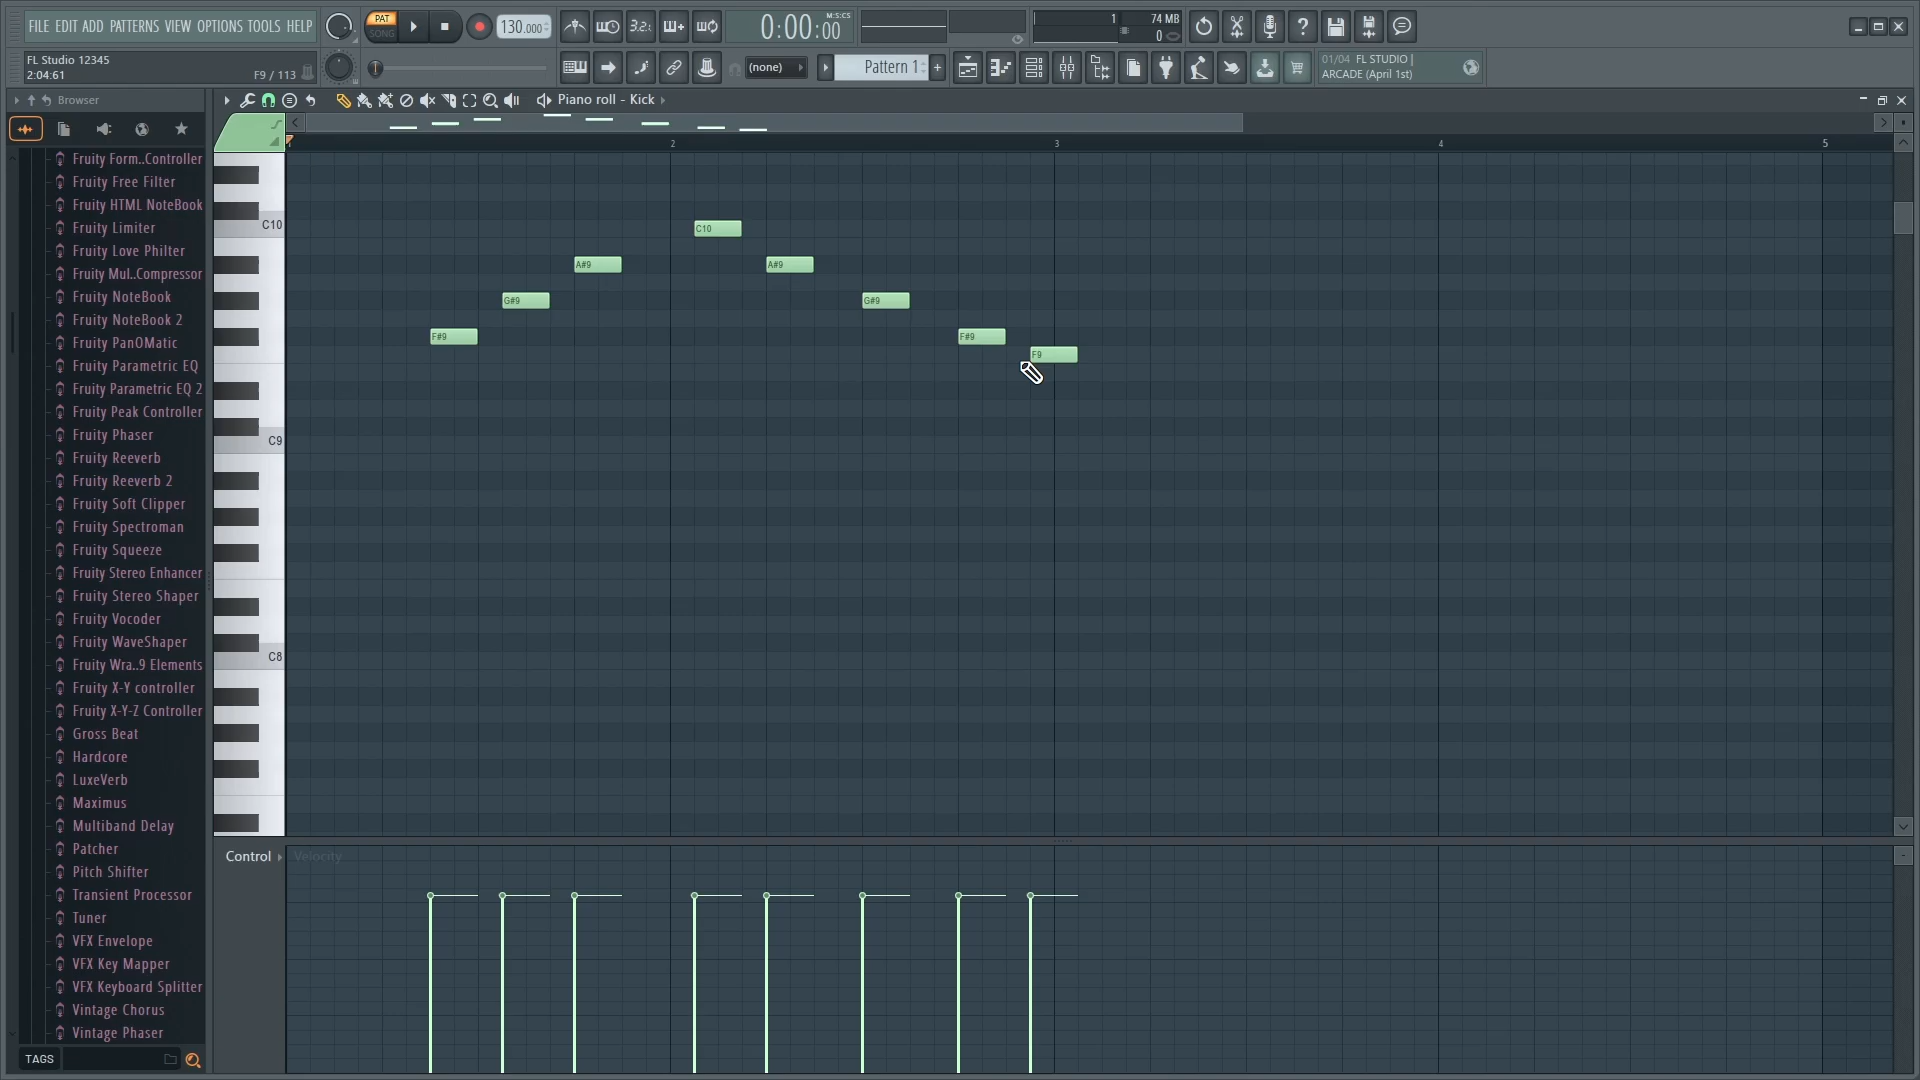 FILE EDIT ADD PATTERNS VIEW OPTIONS TOOLS HELP
PAT
SONG
130.000
3.2.
0:00:00
M:S:CS
1
74 MB
0
FL Studio 12345
2:04:61
F9 / 113
(none)
Pattern 1
01/04 FL STUDIO |
ARCADE (April 1st)
Browser
Piano roll - Kick
Fruity Form..Controller
Fruity Free Filter
Fruity HTML NoteBook
Fruity Limiter
Fruity Love Philter
Fruity Mul..Compressor
Fruity NoteBook
Fruity NoteBook 2
Fruity PanOMatic
Fruity Parametric EQ
Fruity Parametric EQ 2
Fruity Peak Controller
Fruity Phaser
Fruity Reeverb
Fruity Reeverb 2
Fruity Soft Clipper
Fruity Spectroman
Fruity Squeeze
Fruity Stereo Enhancer
Fruity Stereo Shaper
Fruity Vocoder
Fruity WaveShaper
Fruity Wra..9 Elements
Fruity X-Y controller
Fruity X-Y-Z Controller
Gross Beat
Hardcore
LuxeVerb
Maximus
Multiband Delay
Patcher
Pitch Shifter
Transient Processor
Tuner
VFX Envelope
VFX Key Mapper
VFX Keyboard Splitter
Vintage Chorus
Vintage Phaser
TAGS
2
3
4
5
C10
C9
C8
C10
A#9
A#9
G#9
G#9
F#9
F#9
F9
Control
Velocity